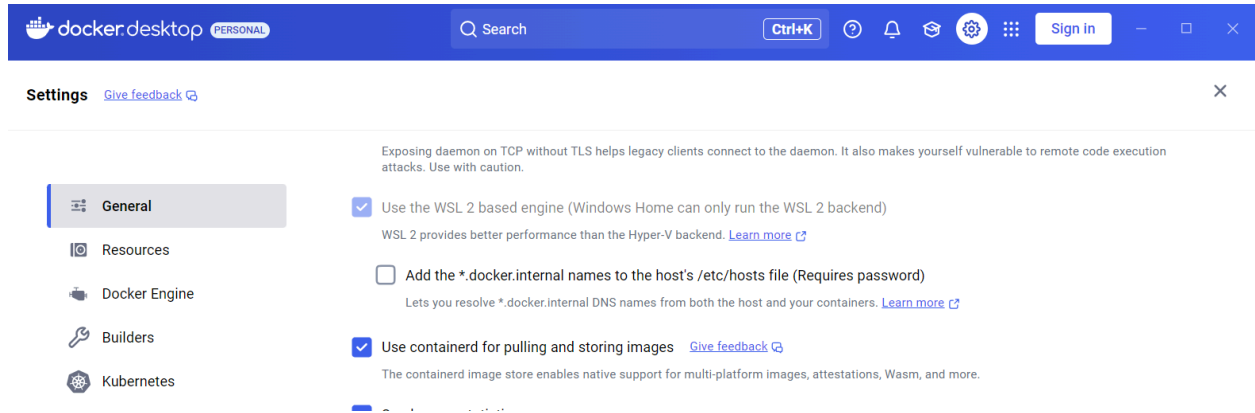 docker.desktop PERSONAL
Search
Ctrl+K
Sign in
Settings
Give feedback
Exposing daemon on TCP without TLS helps legacy clients connect to the daemon. It also makes yourself vulnerable to remote code execution
attacks. Use with caution.
General
Use the WSL 2 based engine (Windows Home can only run the WSL 2 backend)
WSL 2 provides better performance than the Hyper-V backend. Learn more
Resources
Add the *.docker.internal names to the host's /etc/hosts file (Requires password)
Docker Engine
Lets you resolve *.docker.internal DNS names from both the host and your containers. Learn more
Builders
Use containerd for pulling and storing images Give feedback
The containerd image store enables native support for multi-platform images, attestations, Wasm, and more.
Kubernetes